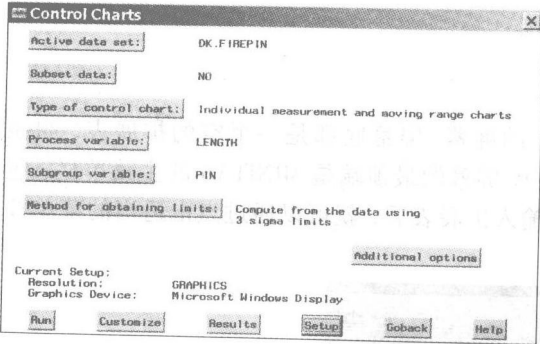 Control Charts
Active data set: DK.FIREPIN
Subset data: NO
Type of control chart: Individual measurement and moving range charts
Process variable: LENGTH
Subgroup variable: PIN
Method for obtaining limits: Compute from the data using
3 sigma limits
Additional options
Current Setup:
Resolution: GRAPHICS
Graphics Device: Microsoft Windows Display
Run Customize Results Setup Goback Help